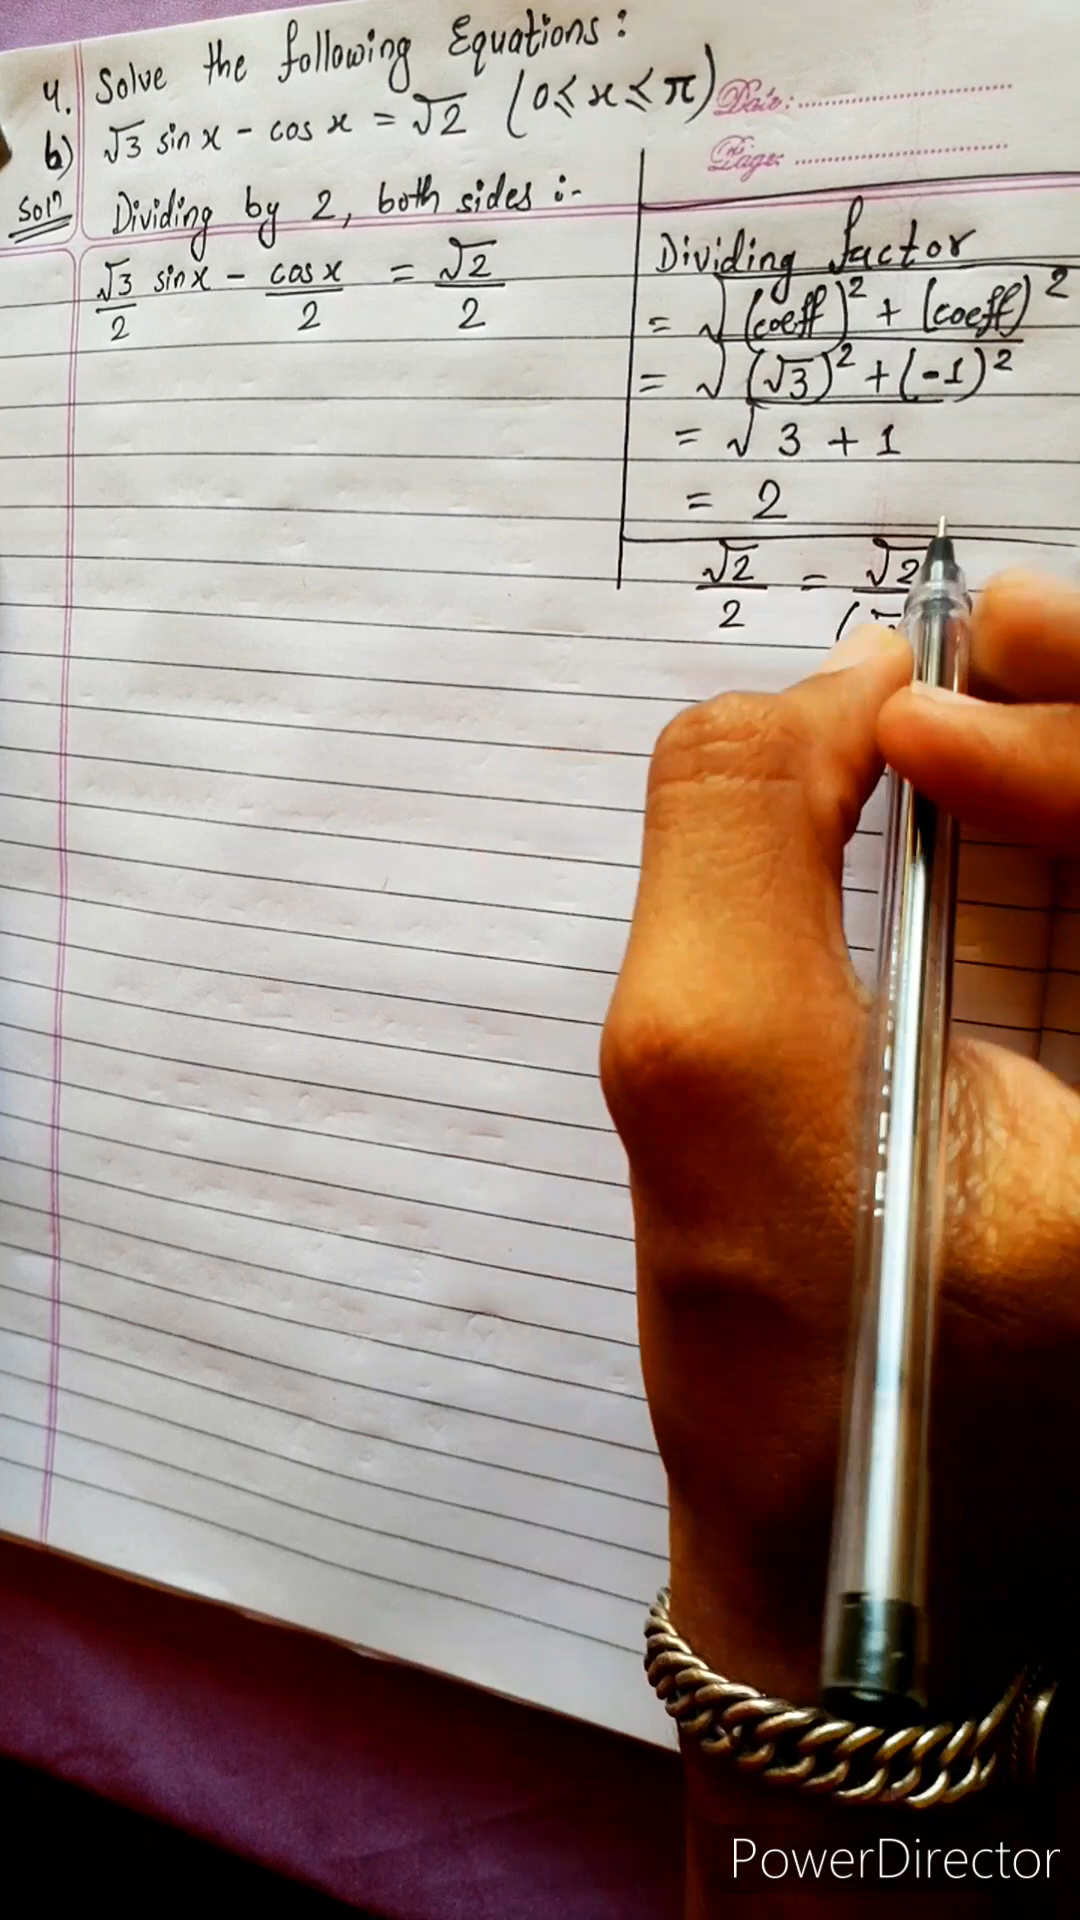 4. Solve the following Equations:
b) √3 sin x - cos x = √2 (0 ≤ x ≤ π)
Date:
Page:
Solⁿ Dividing by 2, both sides :-
√3/2 sin x - cos x/2 = √2/2
Dividing factor
= √(coeff)² + (coeff)²
= √(√3)² + (-1)²
= √3 + 1
= 2
√2/2 = √2/(√
PowerDirector